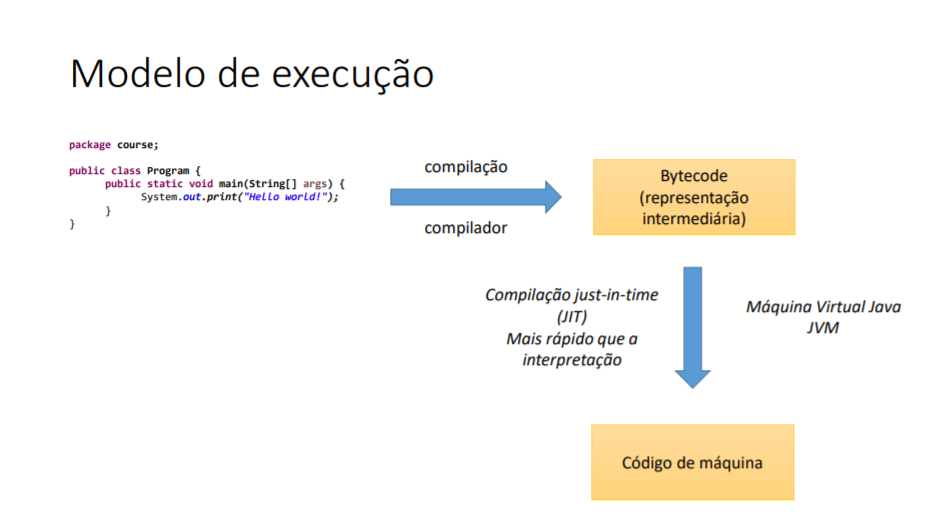 Modelo de execução
package course;
public class Program {
public static void main(String[] args) {
System.out.print("Hello world!");
}
}
compilação
compilador
Bytecode
(representação
intermediária)
Compilação just-in-time
(JIT)
Mais rápido que a
interpretação
Máquina Virtual Java
JVM
Código de máquina